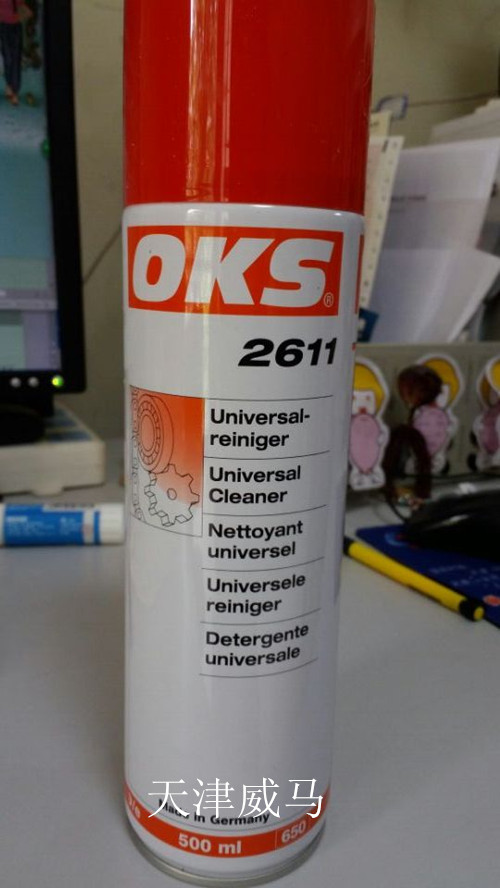 OKS®
2611
Universal-
reiniger
Universal
Cleaner
Nettoyant
universel
Universele
reiniger
Detergente
universale
天津威马
Made in Germany
500 ml
650